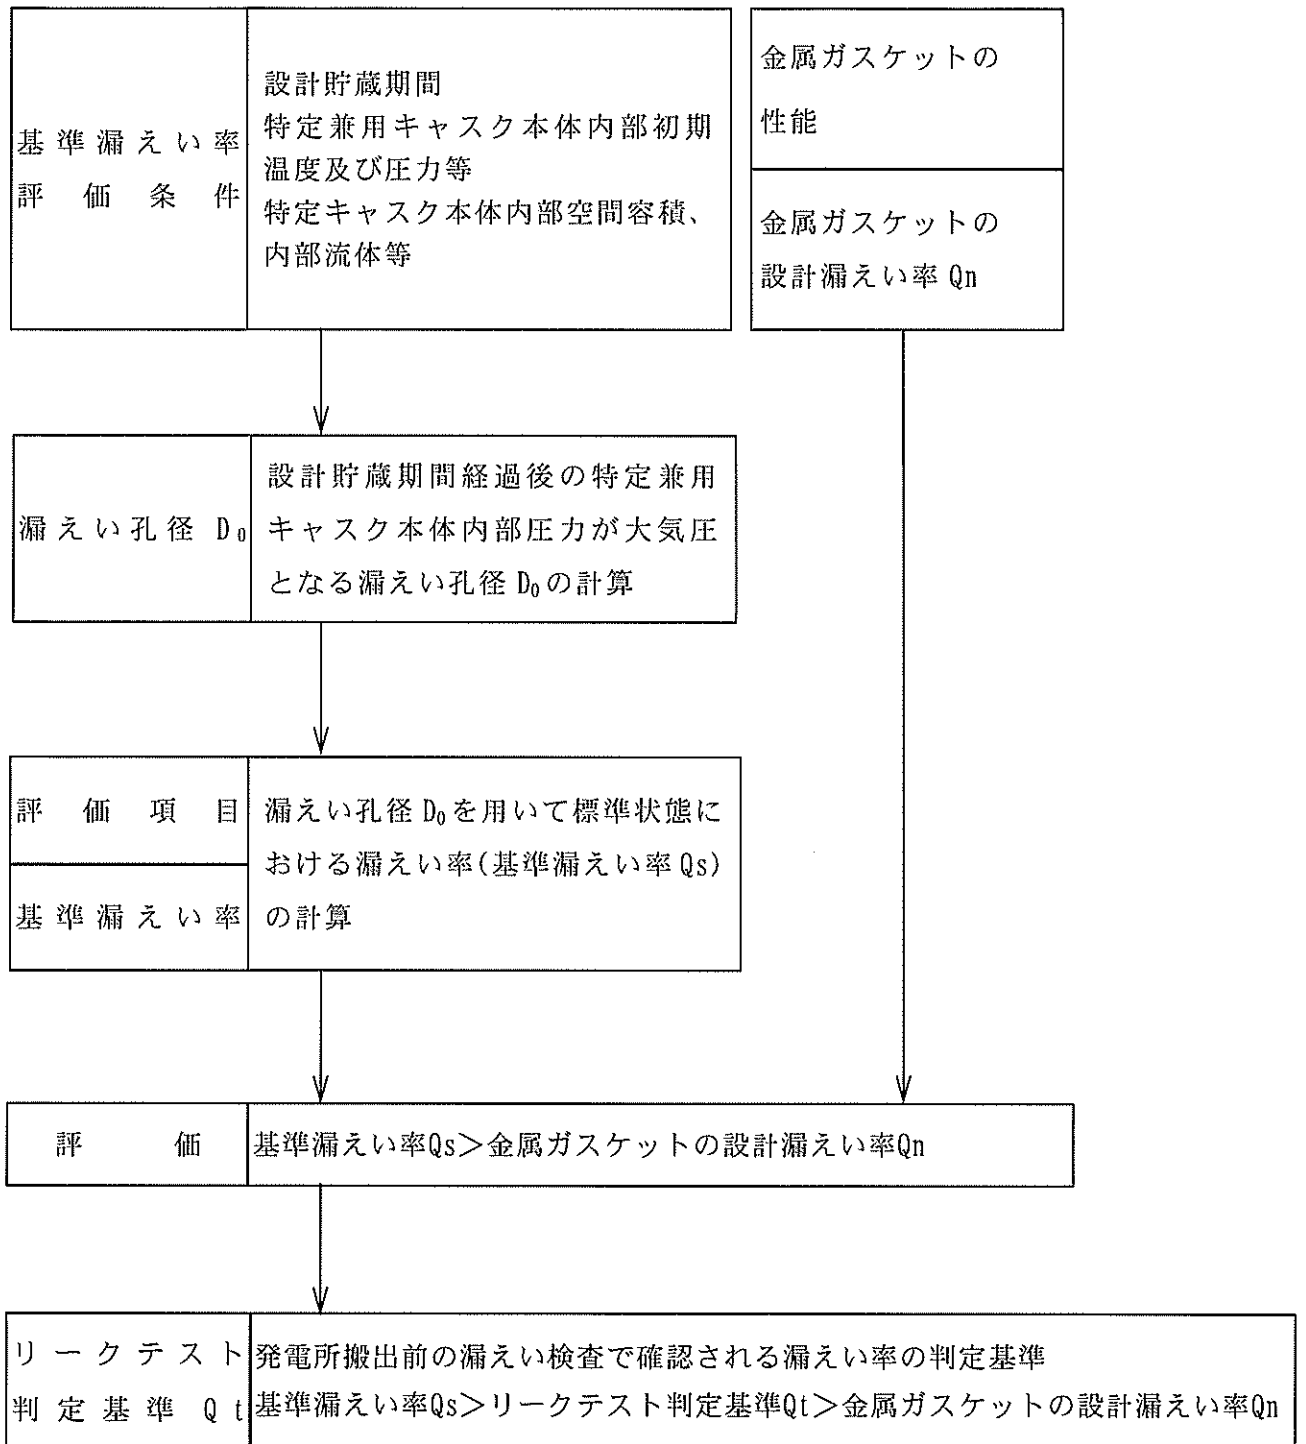 基準漏えい率
評価条件
設計貯蔵期間
特定兼用キャスク本体内部初期
温度及び圧力等
特定キャスク本体内部空間容積、
内部流体等
金属ガスケットの
性能
金属ガスケットの
設計漏えい率Qn
漏えい孔径 D₀
設計貯蔵期間経過後の特定兼用
キャスク本体内部圧力が大気圧
となる漏えい孔径 D₀の計算
評価項目
基準漏えい率
漏えい孔径 D₀を用いて標準状態に
おける漏えい率(基準漏えい率Qs)
の計算
評価
基準漏えい率Qs>金属ガスケットの設計漏えい率Qn
リークテスト
判定基準 Qt
発電所搬出前の漏えい検査で確認される漏えい率の判定基準
基準漏えい率Qs>リークテスト判定基準Qt>金属ガスケットの設計漏えい率Qn